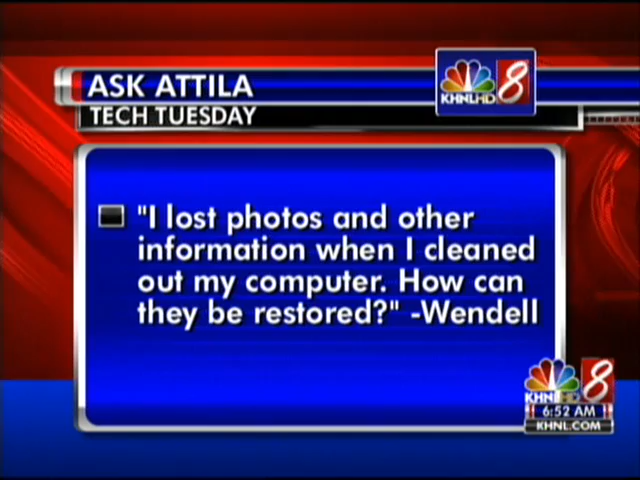 ASK ATTILA
KHNLHD 8
TECH TUESDAY
"I lost photos and other
information when I cleaned
out my computer. How can
they be restored?" -Wendell
KHNLHD 8
6:52 AM
KHNL.COM